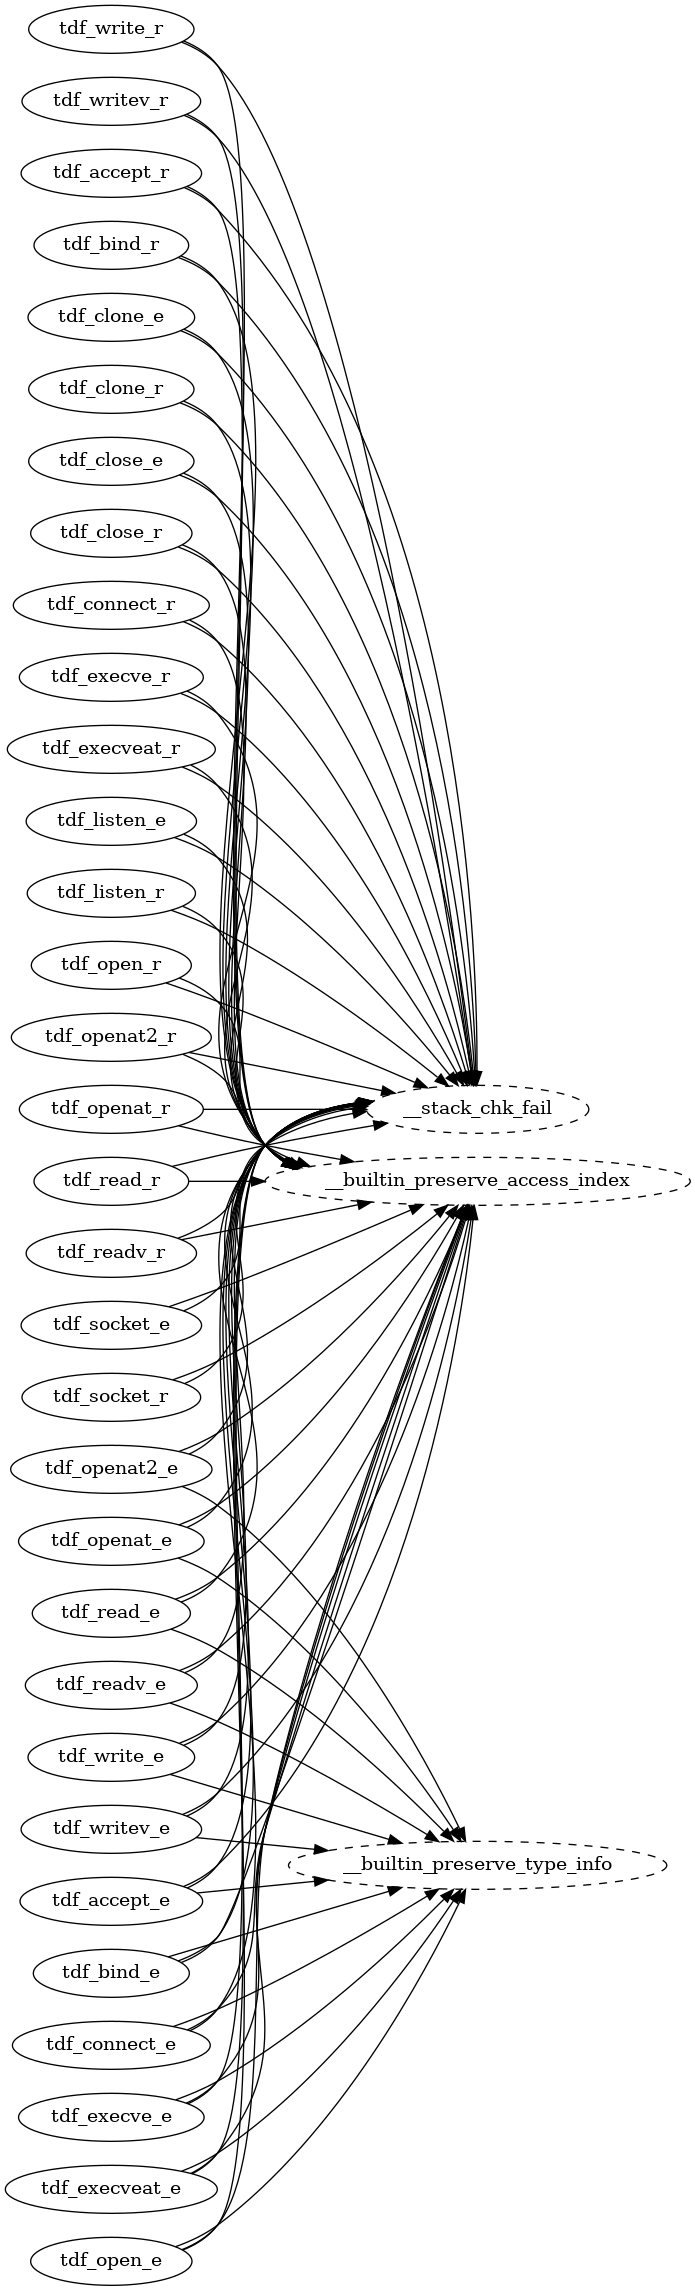 tdf_write_r
tdf_writev_r
tdf_accept_r
tdf_bind_r
tdf_clone_e
tdf_clone_r
tdf_close_e
tdf_close_r
tdf_connect_r
tdf_execve_r
tdf_execveat_r
tdf_listen_e
tdf_listen_r
tdf_open_r
tdf_openat2_r
tdf_openat_r
__stack_chk_fail
tdf_read_r
__builtin_preserve_access_index
tdf_readv_r
tdf_socket_e
tdf_socket_r
tdf_openat2_e
tdf_openat_e
tdf_read_e
tdf_readv_e
tdf_write_e
tdf_writev_e
__builtin_preserve_type_info
tdf_accept_e
tdf_bind_e
tdf_connect_e
tdf_execve_e
tdf_execveat_e
tdf_open_e